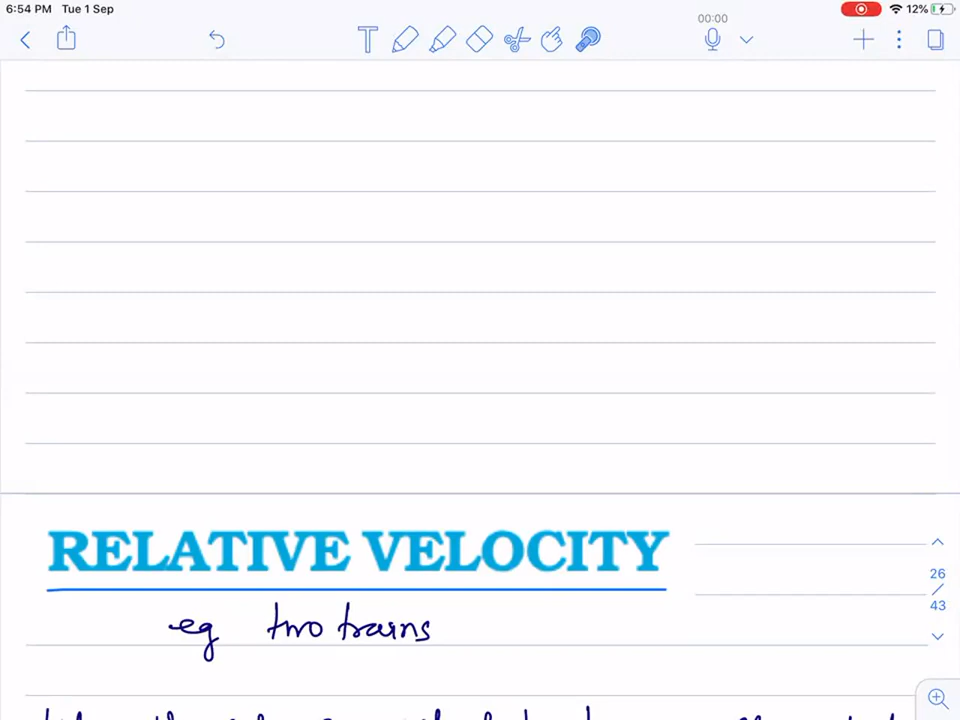 6:54 PM Tue 1 Sep
12%
00:00
RELATIVE VELOCITY
eg two trains
26
/
43